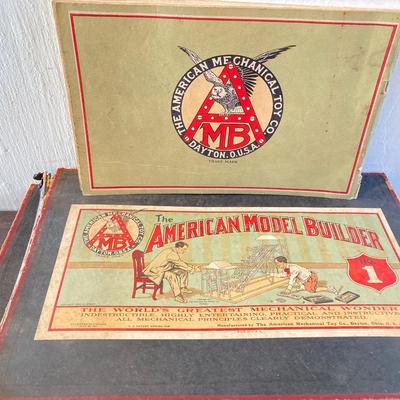 THE AMERICAN MECHANICAL TOY CO.
AMB
DAYTON, O. U.S.A.
TRADE MARK
THE AMERICAN MECHANICAL TOY CO.
AMB
The
AMERICAN MODEL BUILDER
No.
1
THE WORLD'S GREATEST MECHANICAL WONDER
INDESTRUCTIBLE, HIGHLY ENTERTAINING, PRACTICAL AND INSTRUCTIVE
ALL MECHANICAL PRINCIPLES CLEARLY DEMONSTRATED.
Manufactured by The American Mechanical Toy Co., Dayton, Ohio, U. S.